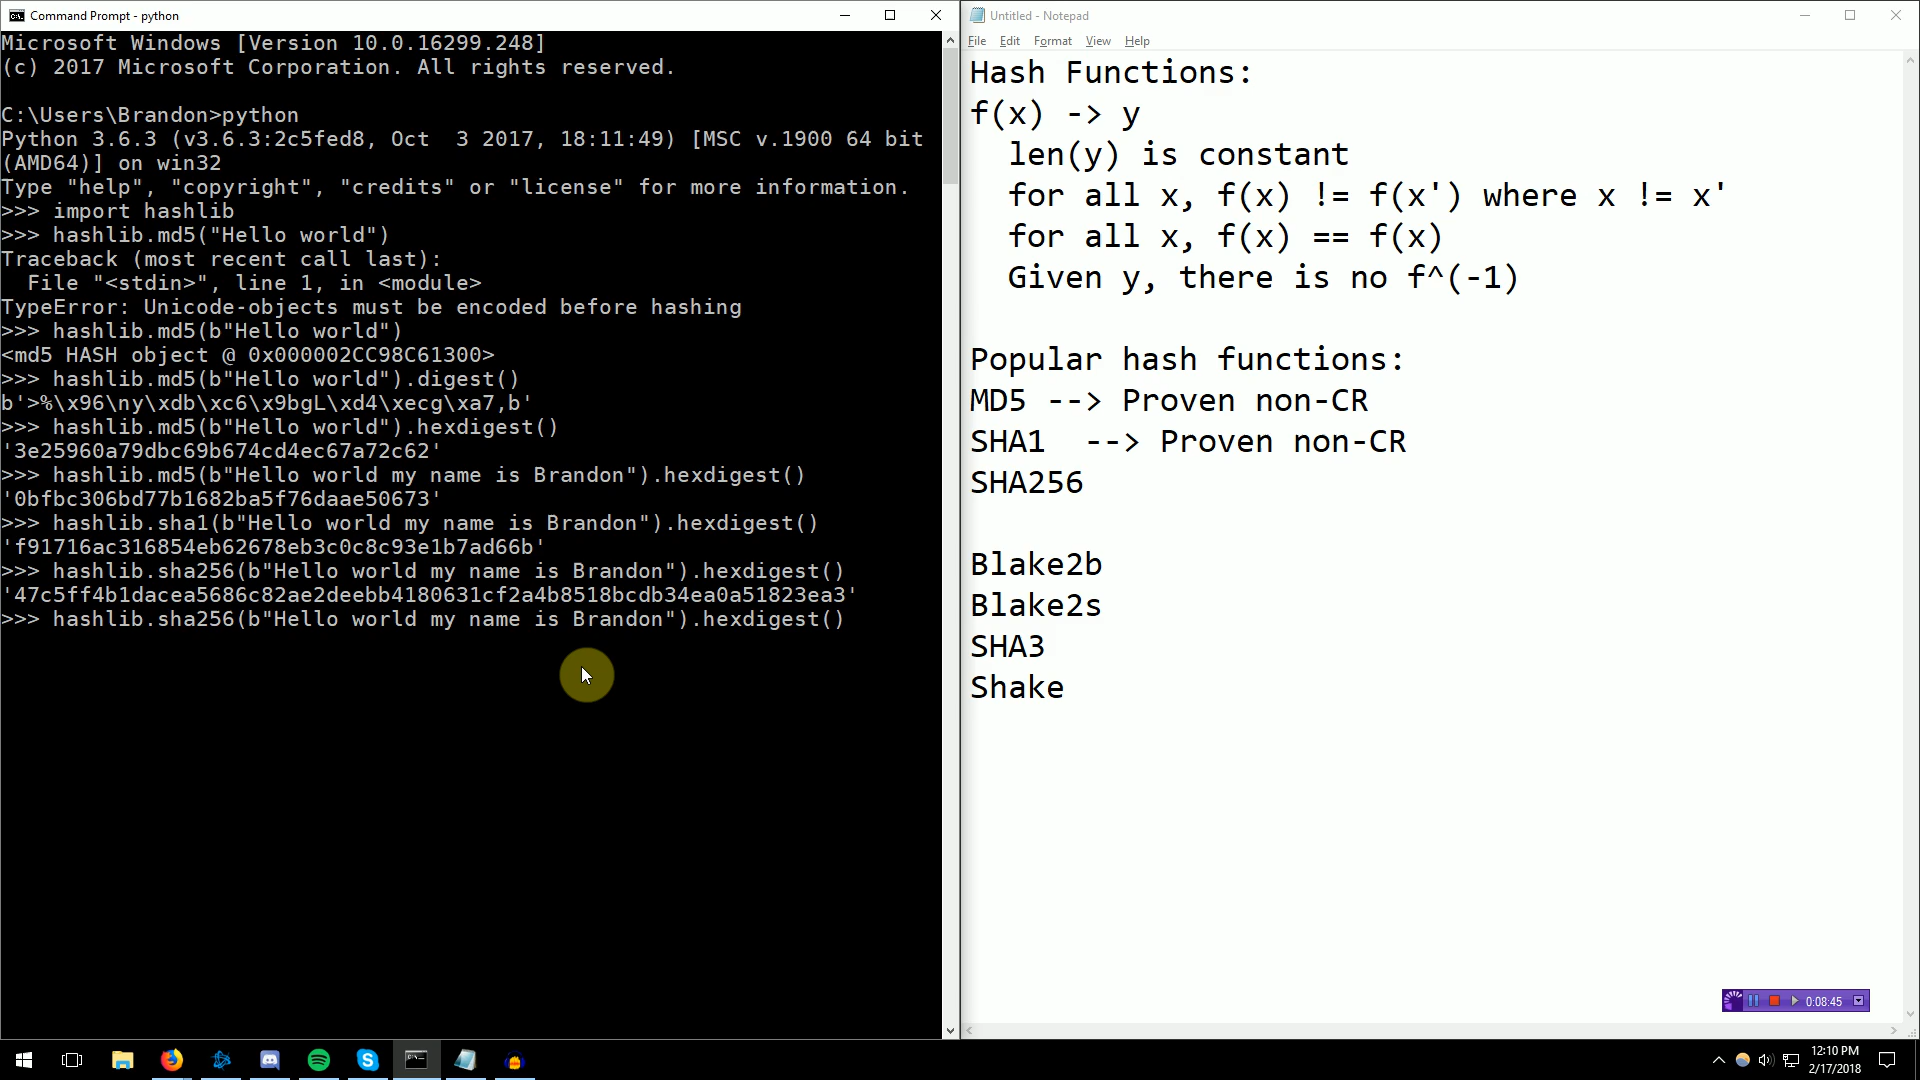 Command Prompt - python
Microsoft Windows [Version 10.0.16299.248]
(c) 2017 Microsoft Corporation. All rights reserved.
C:\Users\Brandon>python
Python 3.6.3 (v3.6.3:2c5fed8, Oct  3 2017, 18:11:49) [MSC v.1900 64 bit
(AMD64)] on win32
Type "help", "copyright", "credits" or "license" for more information.
>>> import hashlib
>>> hashlib.md5("Hello world")
Traceback (most recent call last):
  File "<stdin>", line 1, in <module>
TypeError: Unicode-objects must be encoded before hashing
>>> hashlib.md5(b"Hello world")
<md5 HASH object @ 0x000002CC98C61300>
>>> hashlib.md5(b"Hello world").digest()
b'>%\x96\ny\xdb\xc6\x9bgL\xd4\xecg\xa7,b'
>>> hashlib.md5(b"Hello world").hexdigest()
'3e25960a79dbc69b674cd4ec67a72c62'
>>> hashlib.md5(b"Hello world my name is Brandon").hexdigest()
'0bfbc306bd77b1682ba5f76daae50673'
>>> hashlib.sha1(b"Hello world my name is Brandon").hexdigest()
'f91716ac316854eb62678eb3c0c8c93e1b7ad66b'
>>> hashlib.sha256(b"Hello world my name is Brandon").hexdigest()
'47c5ff4b1dacea5686c82ae2deebb4180631cf2a4b8518bcdb34ea0a51823ea3'
>>> hashlib.sha256(b"Hello world my name is Brandon").hexdigest()
Untitled - Notepad
File Edit Format View Help
Hash Functions:
f(x) -> y
  len(y) is constant
  for all x, f(x) != f(x') where x != x'
  for all x, f(x) == f(x)
  Given y, there is no f^(-1)
Popular hash functions:
MD5 --> Proven non-CR
SHA1  --> Proven non-CR
SHA256
Blake2b
Blake2s
SHA3
Shake
0:08:45
12:10 PM
2/17/2018